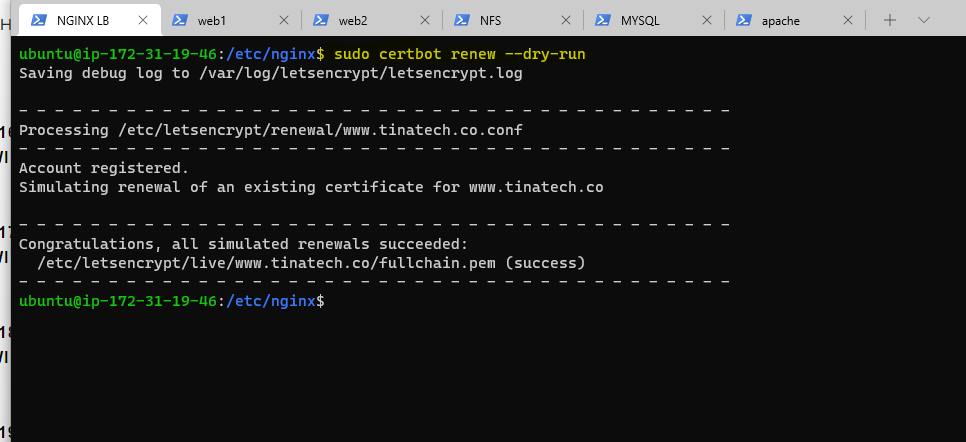 NGINX LB web1 web2 NFS MYSQL apache
ubuntu@ip-172-31-19-46:/etc/nginx$ sudo certbot renew --dry-run
Saving debug log to /var/log/letsencrypt/letsencrypt.log
- - - - - - - - - - - - - - - - - - - - - - - - - - - - - - - - - - - - - - - -
Processing /etc/letsencrypt/renewal/www.tinatech.co.conf
- - - - - - - - - - - - - - - - - - - - - - - - - - - - - - - - - - - - - - - -
Account registered.
Simulating renewal of an existing certificate for www.tinatech.co
- - - - - - - - - - - - - - - - - - - - - - - - - - - - - - - - - - - - - - - -
Congratulations, all simulated renewals succeeded:
/etc/letsencrypt/live/www.tinatech.co/fullchain.pem (success)
- - - - - - - - - - - - - - - - - - - - - - - - - - - - - - - - - - - - - - - -
ubuntu@ip-172-31-19-46:/etc/nginx$